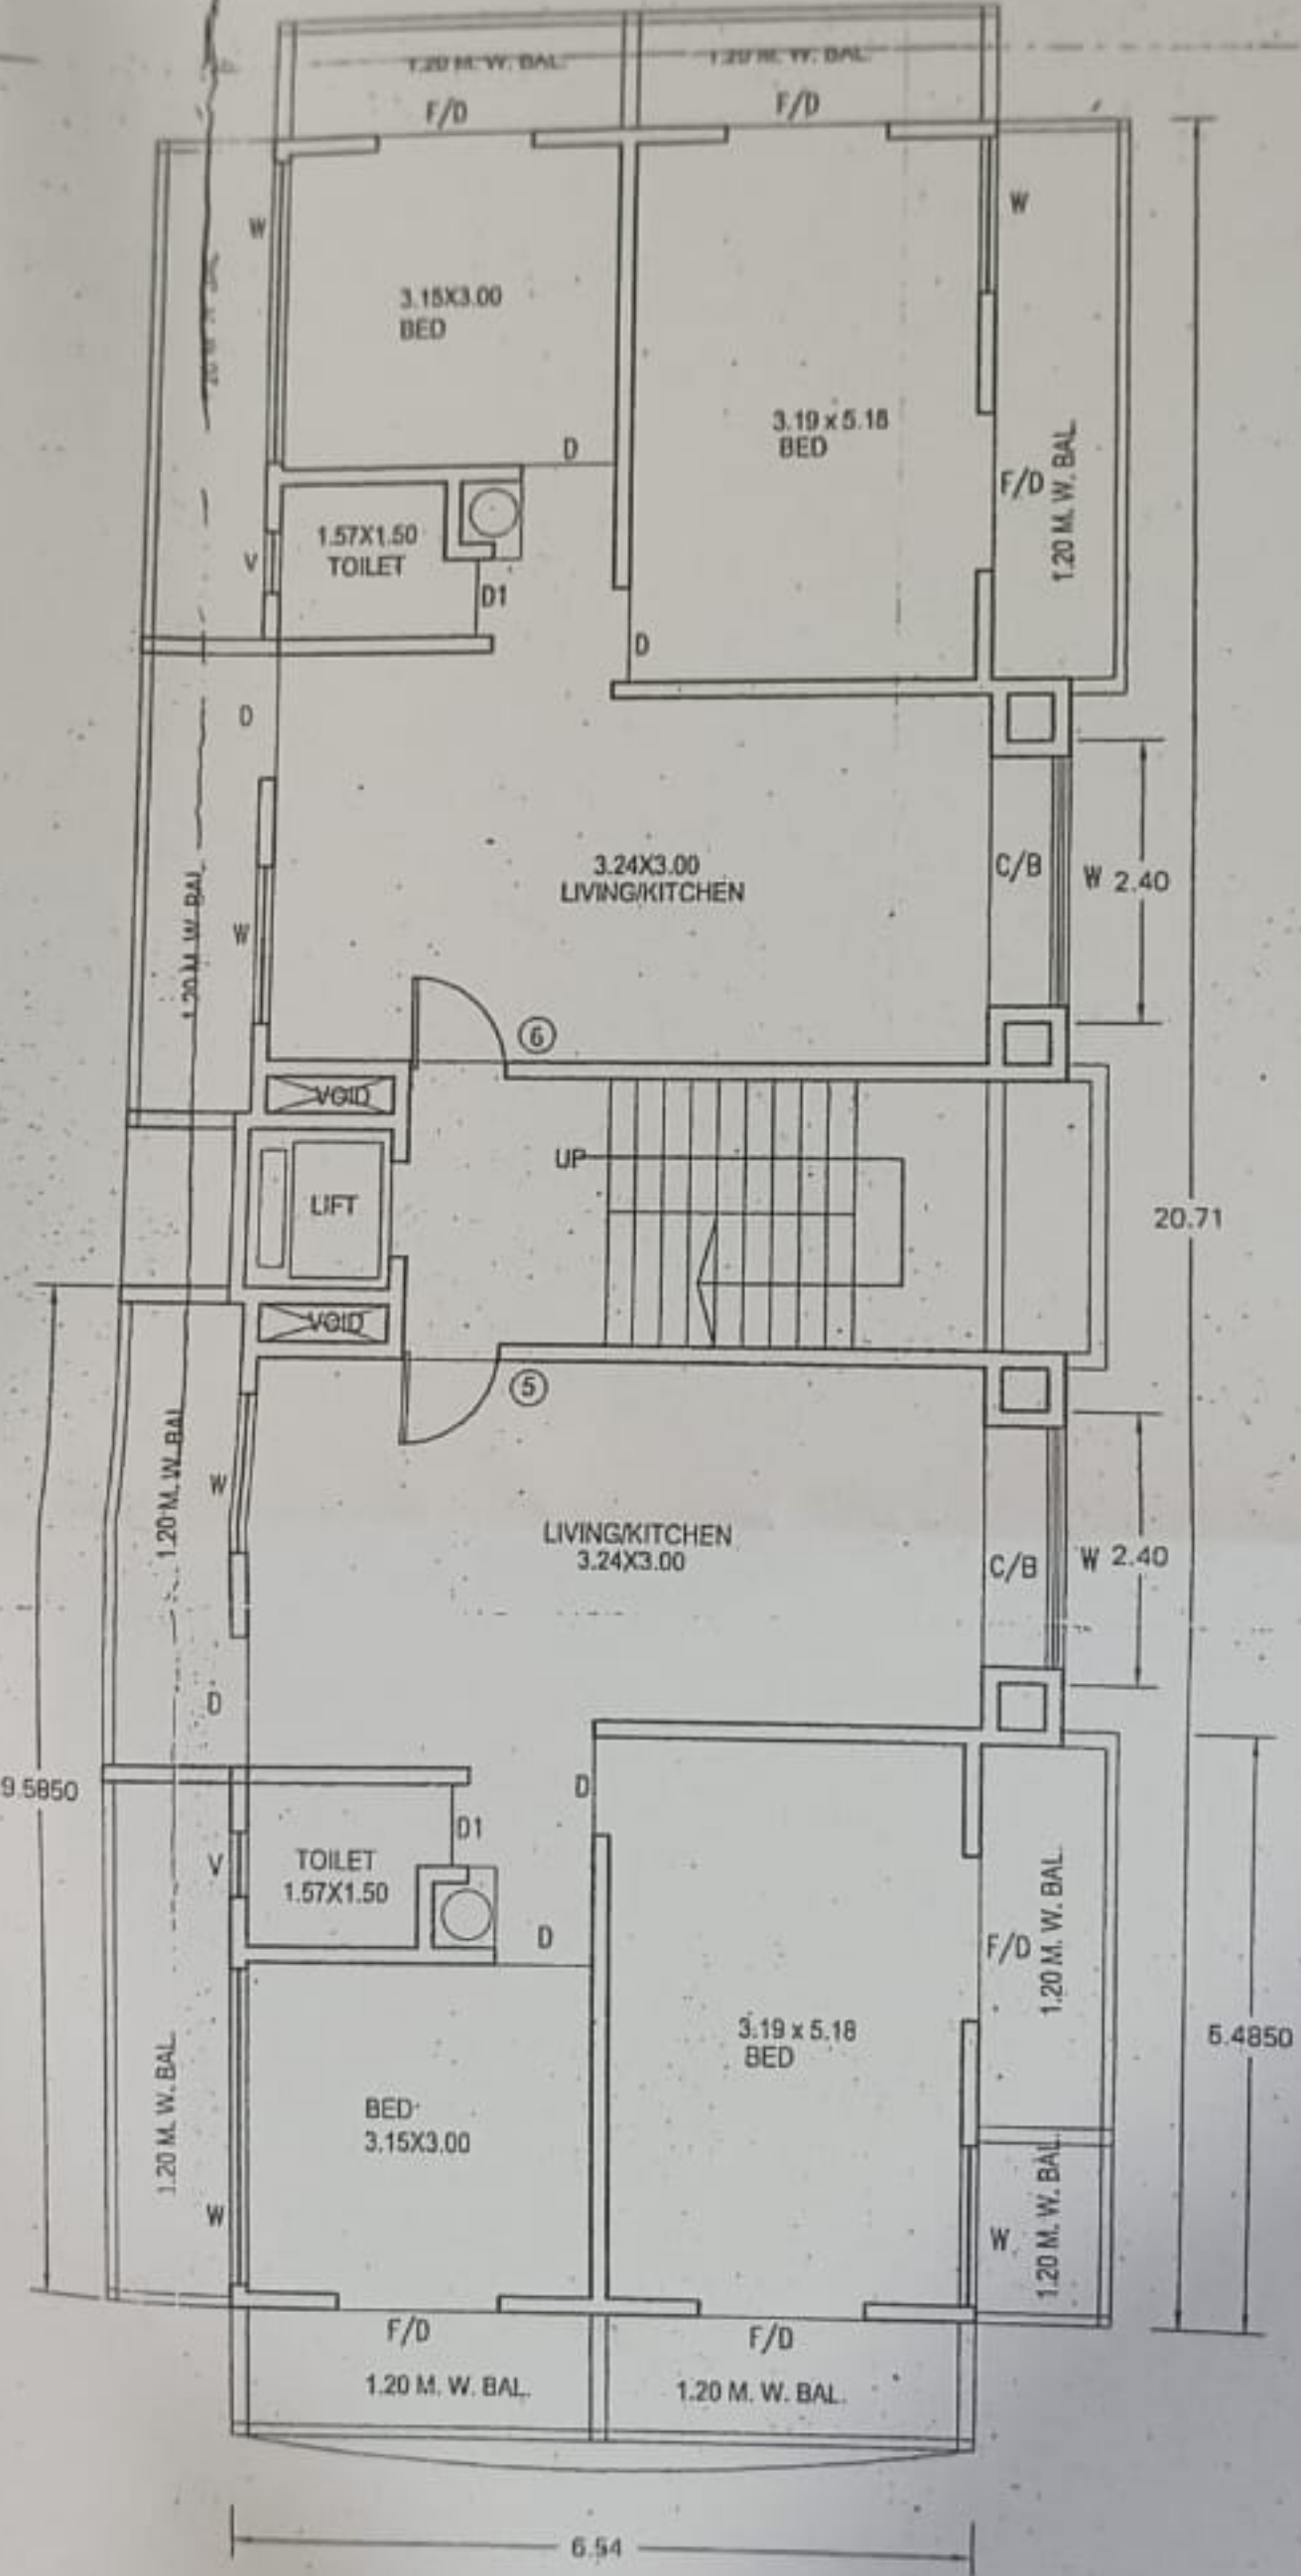 1.20 M. W. BAL.
1.20 M. W. BAL.
F/D
F/D
W
W
3.15X3.00
BED
3.19 x 5.18
BED
D
F/D
1.20 M. W. BAL.
1.57X1.50
TOILET
V
D1
D
D
3.24X3.00
LIVING/KITCHEN
C/B
W
2.40
1.20 M. W. BAL.
W
6
VOID
UP
LIFT
20.71
VOID
5
1.20 M. W. BAL.
W
LIVING/KITCHEN
3.24X3.00
C/B
W
2.40
D
9.5850
D
D1
V
TOILET
1.57X1.50
D
F/D
1.20 M. W. BAL.
3.19 x 5.18
BED
BED
3.15X3.00
1.20 M. W. BAL.
W
W
1.20 M. W. BAL.
F/D
F/D
1.20 M. W. BAL.
1.20 M. W. BAL.
6.54